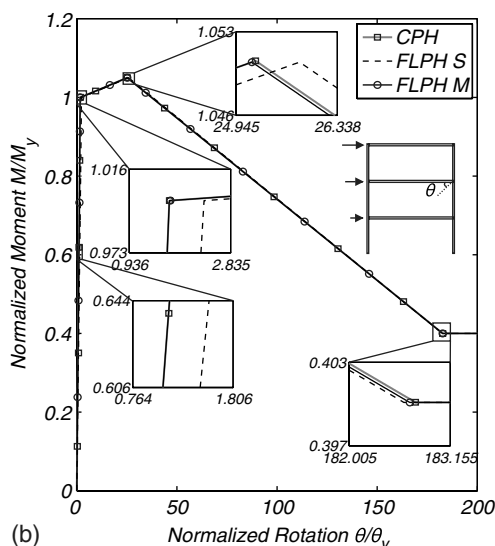 1.2
1
0.8
0.6
0.4
0.2
0
Normalized Moment M/My
1.053
1.046
24.945 26.338
CPH
FLPH S
FLPH M
θ
1.016
0.973
0.936 2.835
0.644
0.606
0.764 1.806
0.403
0.397
182.005 183.155
0 50 100 150 200
(b) Normalized Rotation θ/θy